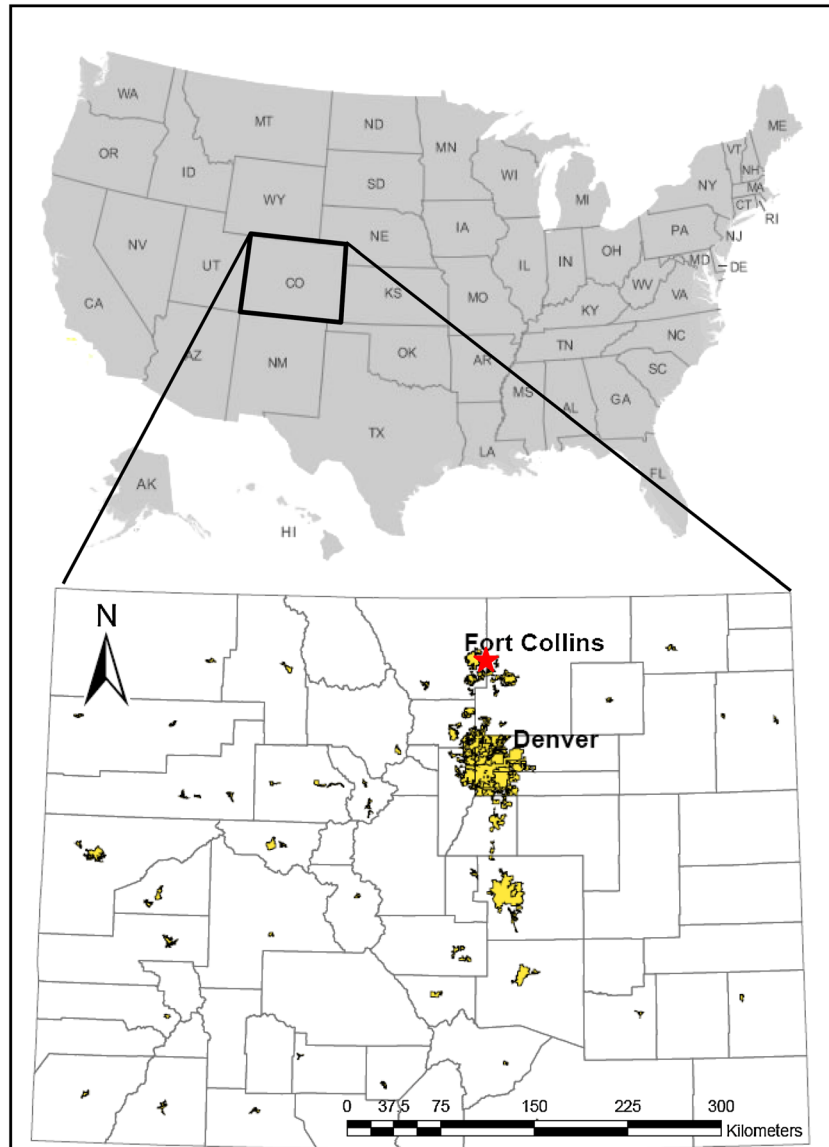 WA
MT
ND
MN
ME
OR
ID
SD
WI
VT
NH
NY
MA
CT
RI
WY
MI
IA
NE
PA
NJ
NV
UT
CO
IL
IN
OH
MD
DE
WV
CA
KS
MO
KY
VA
TN
NC
AZ
NM
OK
AR
SC
MS
AL
GA
TX
LA
FL
AK
HI
N
Fort Collins
Denver
0 37.5 75 150 225 300
Kilometers